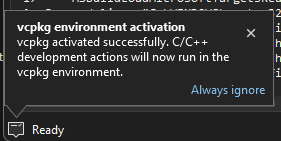 vcpkg environment activation
vcpkg activated successfully. C/C++
development actions will now run in the
vcpkg environment.
Always ignore
Ready